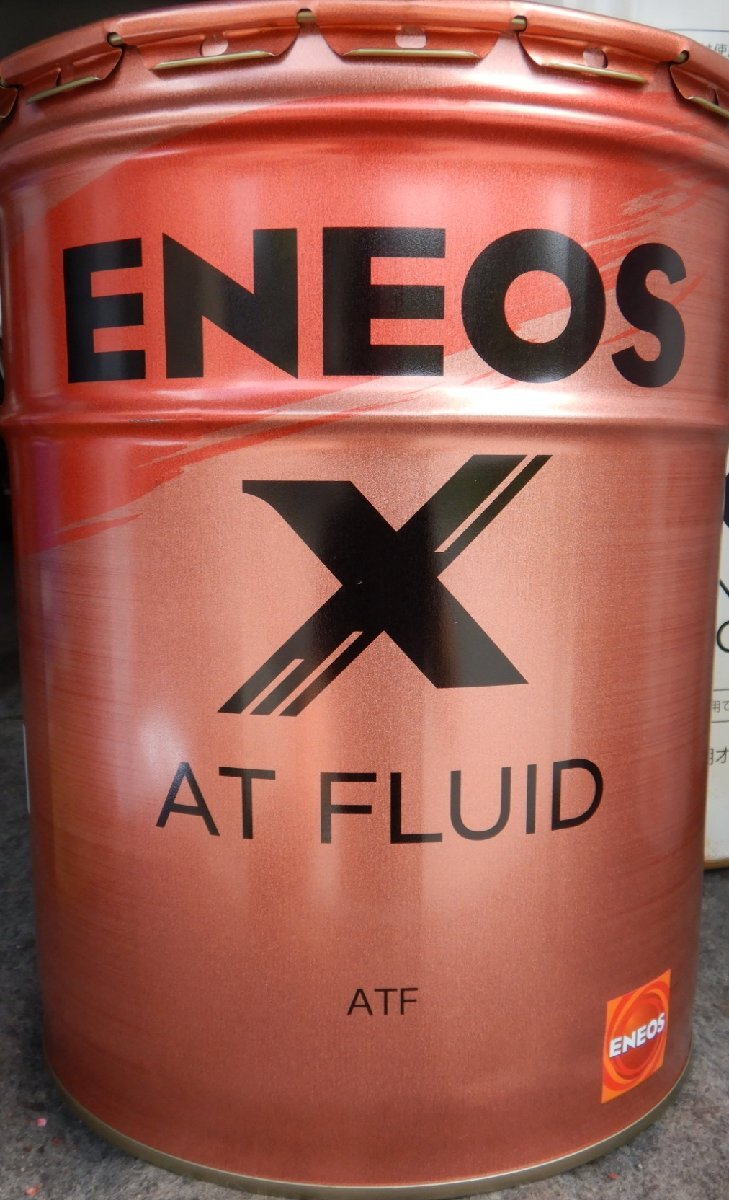 ENEOS
X
AT FLUID
ATF
ENEOS